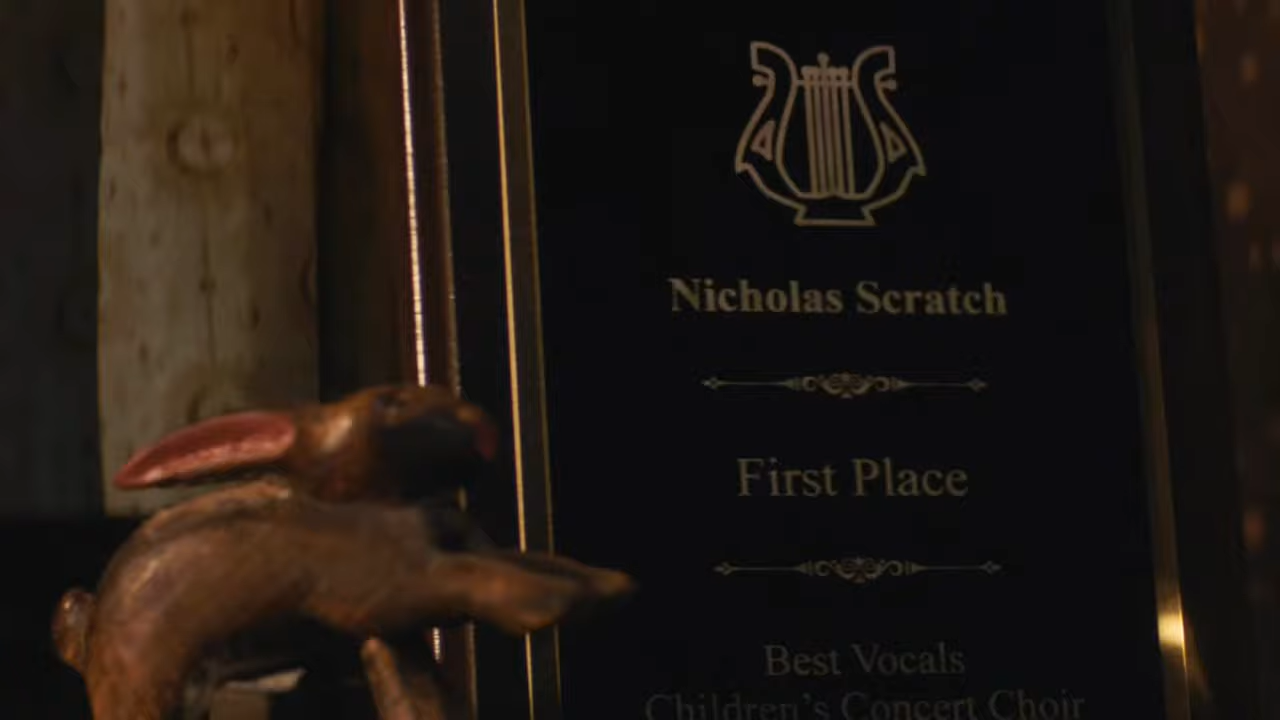 Nicholas Scratch
First Place
Best Vocals
Children's Concert Choir